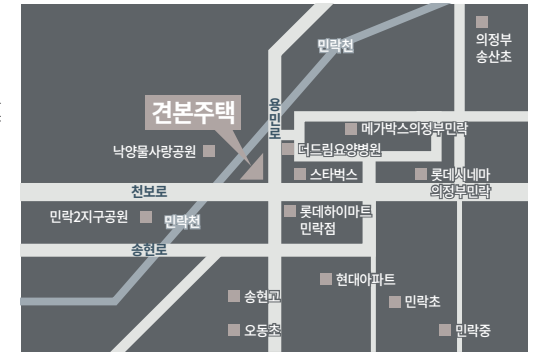 의정부
송산초
민락천
견본주택
용민로
메가박스의정부민락
낙양물사랑공원
더드림요양병원
스타벅스
롯데시네마
의정부민락
천보로
민락2지구공원
민락천
롯데하이마트
민락점
송현로
현대아파트
송현고
민락초
오동초
민락중